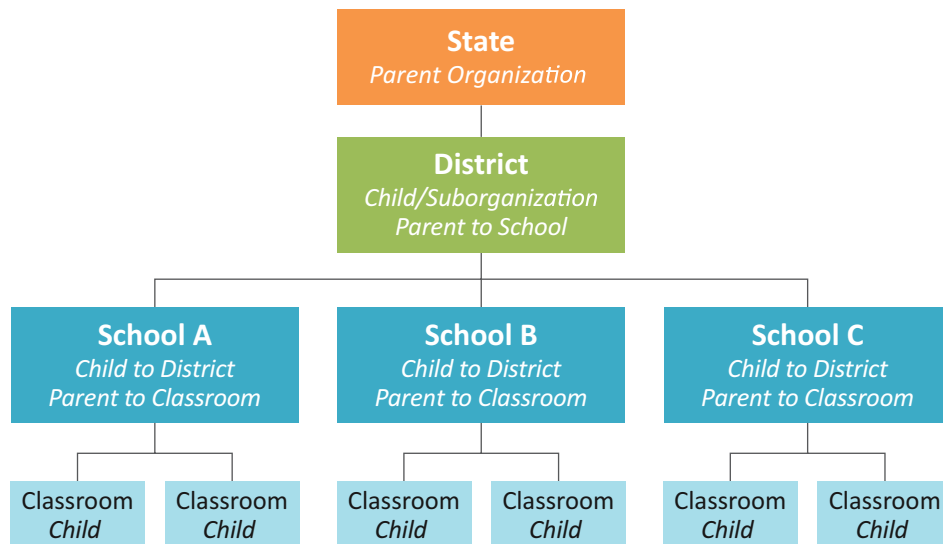 State
Parent Organization
District
Child/Suborganization
Parent to School
School A
Child to District
Parent to Classroom
School B
Child to District
Parent to Classroom
School C
Child to District
Parent to Classroom
Classroom
Child
Classroom
Child
Classroom
Child
Classroom
Child
Classroom
Child
Classroom
Child